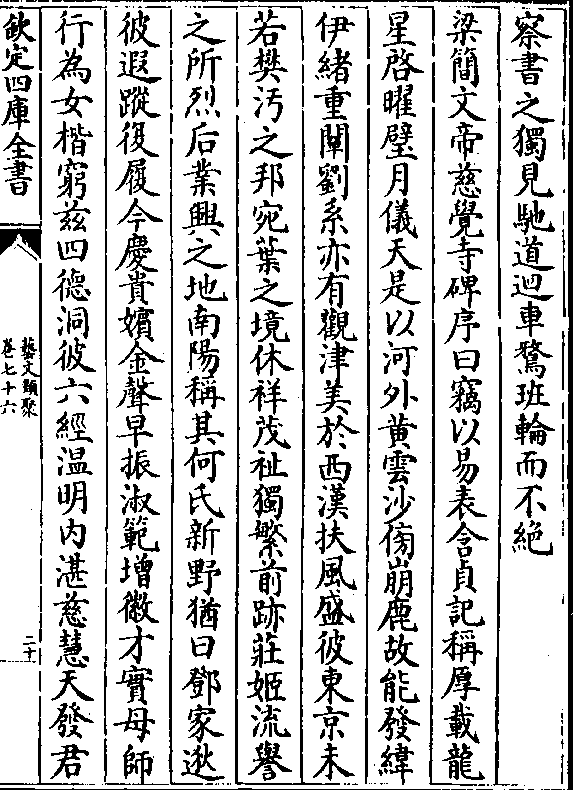 察書之獨見馳道迴車騖班輪而不絶
梁簡文帝慈覺寺碑序曰竊以易表含貞記稱厚載龍
星啓曜璧月儀天是以河外黄雲沙傍崩鹿故能發緯
伊緒重闡劉系亦有觀津美於西漢扶風盛彼東京未
若樊沔之邦宛葉之境休祥茂祉獨繁前跡莊姬流譽
之所烈后業興之地南陽稱其何氏新野猶曰鄧家逖
彼遐蹤復履今慶貴嬪金聲早振淑範增徽才實母師
行為女楷窮兹四德洞彼六經温明内湛慈慧天發君
欽定四庫全書
藝文類聚
卷七十六
二十